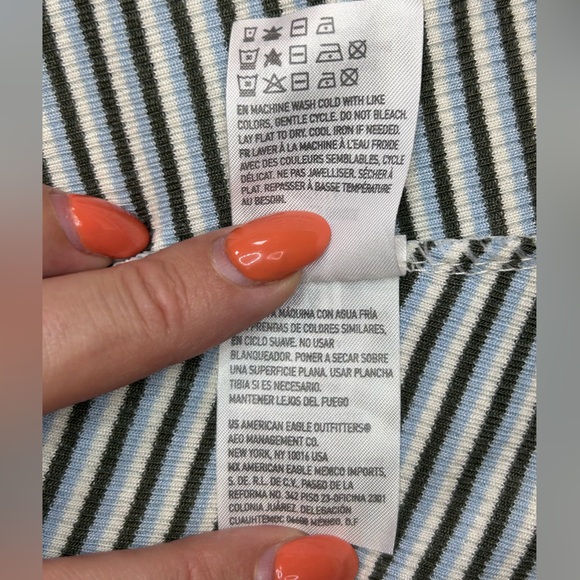 EN MACHINE WASH COLD WITH LIKE
COLORS, GENTLE CYCLE. DO NOT BLEACH.
LAY FLAT TO DRY. COOL IRON IF NEEDED.
FR LAVER À LA MACHINE À L'EAU FROIDE
AVEC DES COULEURS SEMBLABLES, CYCLE
DÉLICAT. NE PAS JAVELLISER. SÉCHER À
PLAT. REPASSER À BASSE TEMPÉRATURE
AU BESOIN.
MÁQUINA CON AGUA FRÍA
PRENDAS DE COLORES SIMILARES,
EN CICLO SUAVE. NO USAR
BLANQUEADOR. PONER A SECAR SOBRE
UNA SUPERFICIE PLANA. USAR PLANCHA
TIBIA SI ES NECESARIO.
MANTENER LEJOS DEL FUEGO
US AMERICAN EAGLE OUTFITTERS®
AEO MANAGEMENT CO.
NEW YORK, NY 10016 USA
MX AMERICAN EAGLE MEXICO IMPORTS,
S. DE. R.L. DE C.V., PASEO DE LA
REFORMA NO. 342 PISO 23-OFICINA 2301
COLONIA JUÁREZ. DELEGACIÓN
CUAUHTEMOC 04698 MÉXICO. D.F